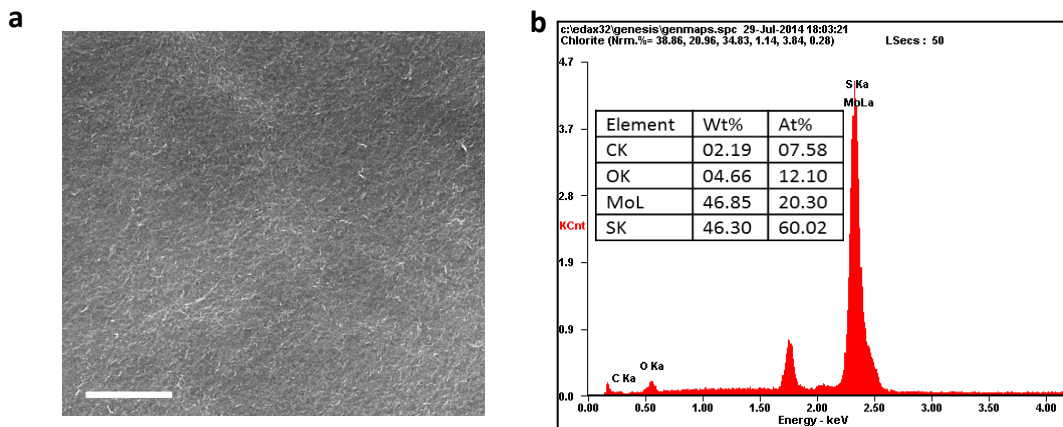 a
b
c:\edax32\genesis\genmaps.spc 29-Jul-2014 18:03:21
Chlorite (Nrm.%= 38.86, 20.96, 34.83, 1.14, 3.84, 0.28) LSecs : 50
4.7
3.7
2.8
KCnt
1.9
0.9
0.0
S Ka
MoLa
Element Wt% At%
CK 02.19 07.58
OK 04.66 12.10
MoL 46.85 20.30
SK 46.30 60.02
C Ka
O Ka
0.00 0.50 1.00 1.50 2.00 2.50 3.00 3.50 4.00
Energy - keV